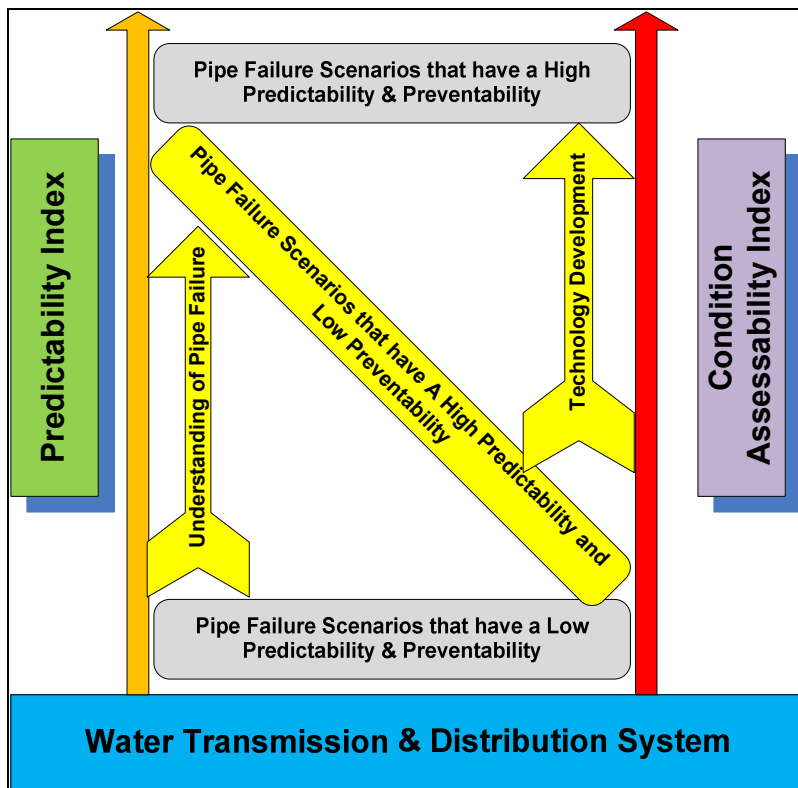 Pipe Failure Scenarios that have a High
Predictability & Preventability
Predictability Index
Understanding of Pipe Failure
Pipe Failure Scenarios that have A High Predictability and
Low Preventability
Technology Development
Condition
Assessability Index
Pipe Failure Scenarios that have a Low
Predictability & Preventability
Water Transmission & Distribution System